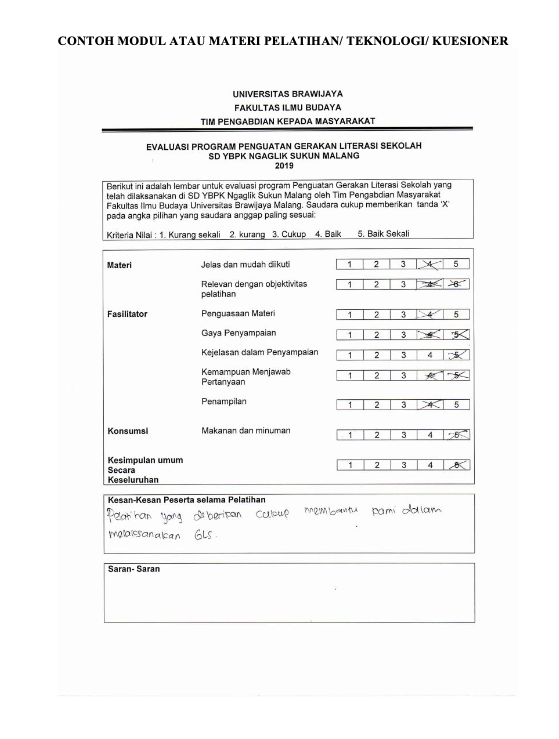 CONTOH MODUL ATAU MATERI PELATIHAN/ TEKNOLOGI/ KUESIONER
UNIVERSITAS BRAWIJAYA
FAKULTAS ILMU BUDAYA
TIM PENGABDIAN KEPADA MASYARAKAT
EVALUASI PROGRAM PENGUATAN GERAKAN LITERASI SEKOLAH
SD YBPK NGAGLIK SUKUN MALANG
2019
Berikut ini adalah lembar untuk evaluasi program Penguatan Gerakan Literasi Sekolah yang
telah dilaksanakan di SD YBPK Ngaglik Sukun Malang oleh Tim Pengabdian Masyarakat
Fakultas Ilmu Budaya Universitas Brawijaya Malang. Saudara cukup memberikan tanda 'X'
pada angka pilihan yang saudara anggap paling sesuai:
Kriteria Nilai : 1. Kurang sekali 2. kurang 3. Cukup 4. Baik 5. Baik Sekali
Materi Jelas dan mudah diikuti 1 2 3 4 5
Relevan dengan objektivitas 1 2 3 4 5
pelatihan
Fasilitator Penguasaan Materi 1 2 3 4 5
Gaya Penyampaian 1 2 3 4 5
Kejelasan dalam Penyampaian 1 2 3 4 5
Kemampuan Menjawab 1 2 3 4 5
Pertanyaan
Penampilan 1 2 3 4 5
Konsumsi Makanan dan minuman 1 2 3 4 5
Kesimpulan umum 1 2 3 4 5
Secara
Keseluruhan
Kesan-Kesan Peserta selama Pelatihan
Pelatihan yang diberikan cukup membantu kami dalam
melaksanakan GLS.
Saran- Saran